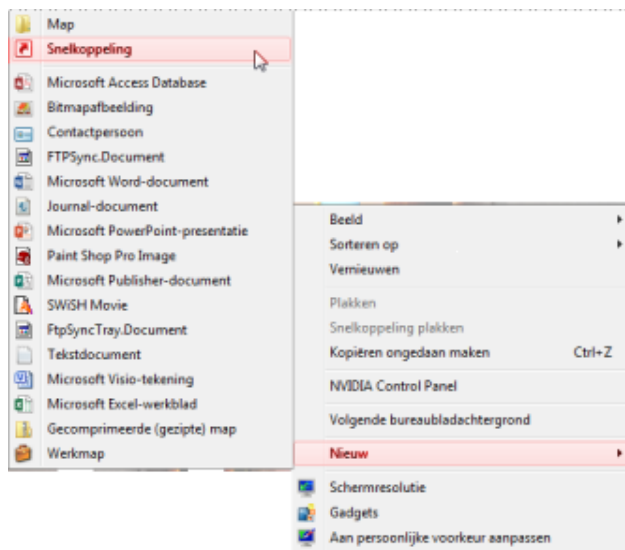 Map
Snelkoppeling
Microsoft Access Database
Bitmapafbeelding
Contactpersoon
FTPSync.Document
Microsoft Word-document
Journal-document
Microsoft PowerPoint-presentatie
Paint Shop Pro Image
Microsoft Publisher-document
SWiSH Movie
FtpSyncTray.Document
Tekstdocument
Microsoft Visio-tekening
Microsoft Excel-werkblad
Gecomprimeerde (gezipte) map
Werkmap
Beeld
Sorteren op
Vernieuwen
Plakken
Snelkoppeling plakken
Kopiëren ongedaan maken Ctrl+Z
NVIDIA Control Panel
Volgende bureaubladachtergrond
Nieuw
Schermresolutie
Gadgets
Aan persoonlijke voorkeur aanpassen